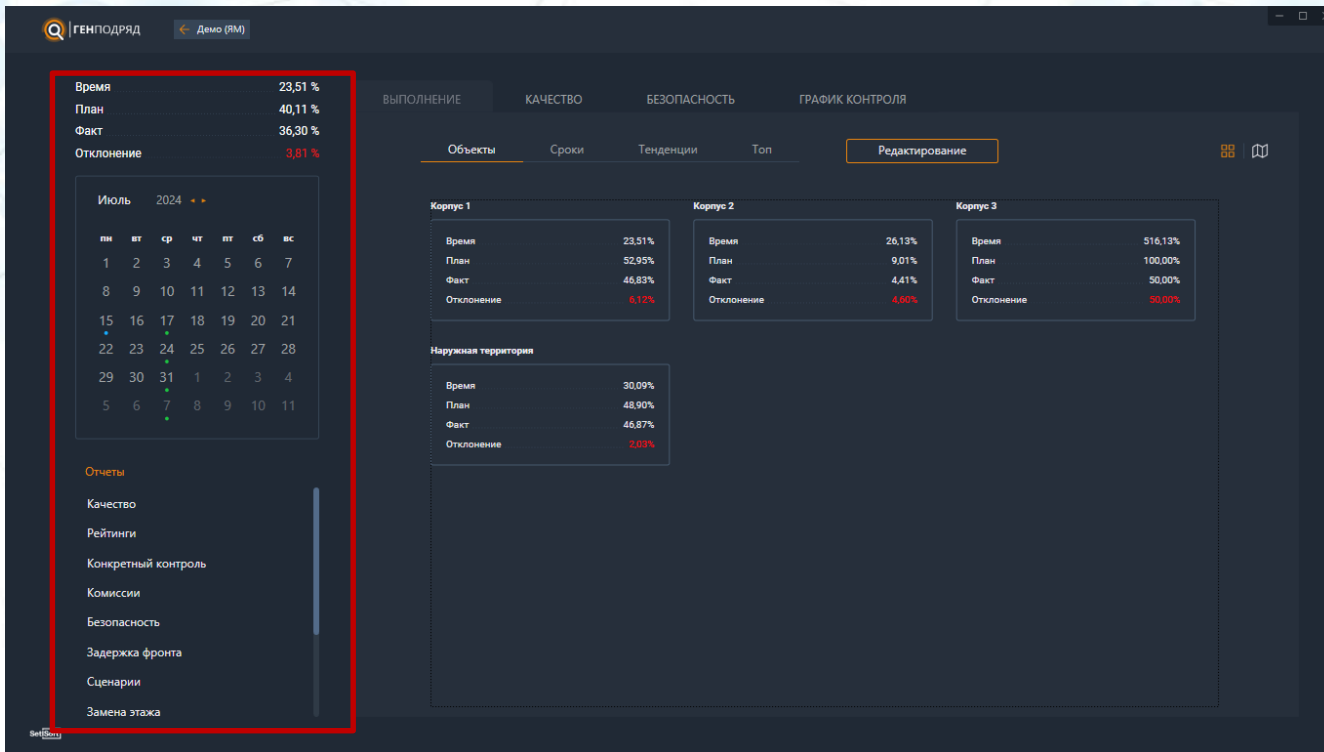 ГЕНПОДРЯД
← Демо (ЯМ)
Время 23,51 %
План 40,11 %
Факт 36,30 %
Отклонение 3,81 %
Июль 2024
пн вт ср чт пт сб вс
1 2 3 4 5 6 7
8 9 10 11 12 13 14
15 16 17 18 19 20 21
22 23 24 25 26 27 28
29 30 31 1 2 3 4
5 6 7 8 9 10 11
Отчеты
Качество
Рейтинги
Конкретный контроль
Комиссии
Безопасность
Задержка фронта
Сценарии
Замена этажа
ВЫПОЛНЕНИЕ КАЧЕСТВО БЕЗОПАСНОСТЬ ГРАФИК КОНТРОЛЯ
Объекты Сроки Тенденции Топ Редактирование
Корпус 1
Время 23,51%
План 52,95%
Факт 46,83%
Отклонение 6,12%
Корпус 2
Время 26,13%
План 9,01%
Факт 4,41%
Отклонение 4,60%
Корпус 3
Время 516,13%
План 100,00%
Факт 50,00%
Отклонение 50,00%
Наружная территория
Время 30,09%
План 48,90%
Факт 46,87%
Отклонение 2,03%
SetlSoft